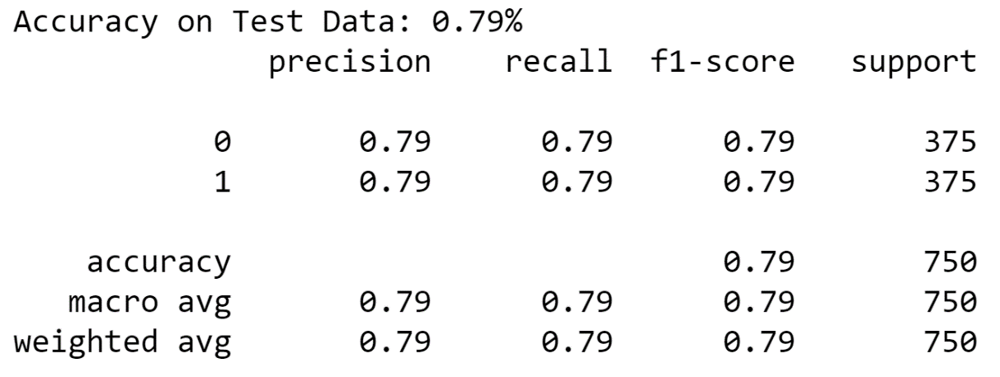 Accuracy on Test Data: 0.79%
precision recall f1-score support
0 0.79 0.79 0.79 375
1 0.79 0.79 0.79 375
accuracy 0.79 750
macro avg 0.79 0.79 0.79 750
weighted avg 0.79 0.79 0.79 750